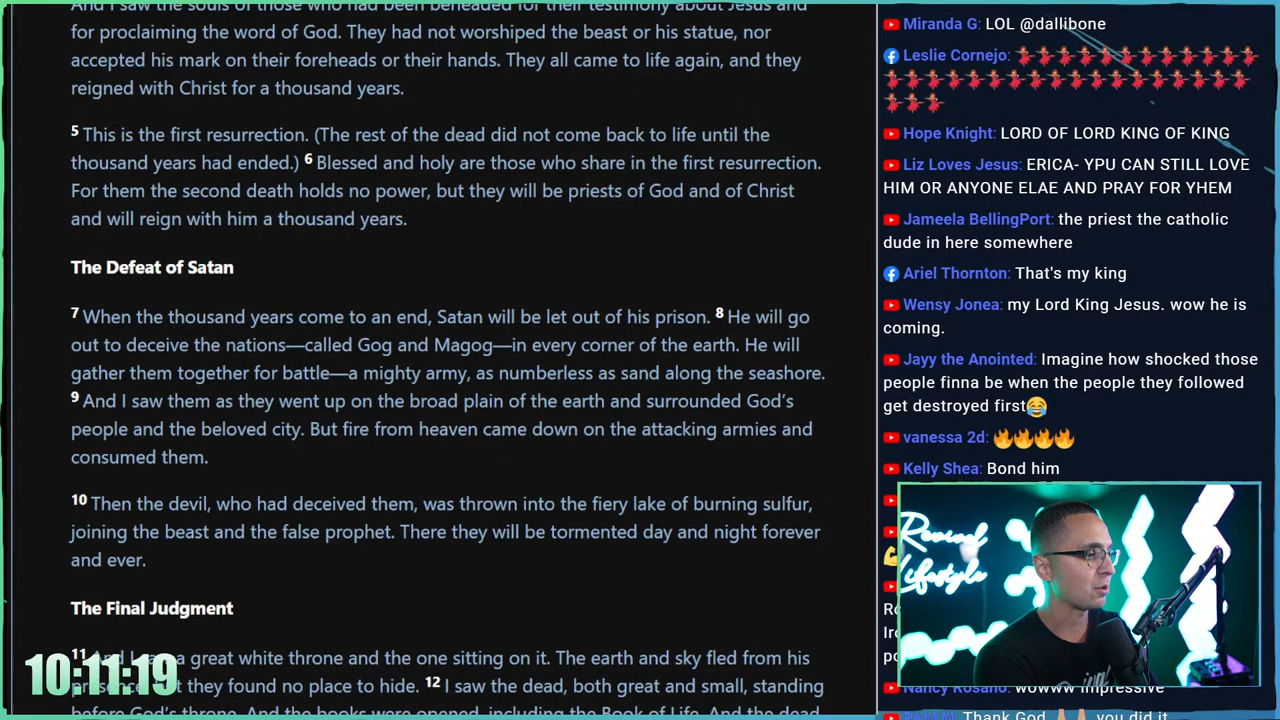 And I saw the souls of those who had been beheaded for their testimony about Jesus and
for proclaiming the word of God. They had not worshiped the beast or his statue, nor
accepted his mark on their foreheads or their hands. They all came to life again, and they
reigned with Christ for a thousand years.
5 This is the first resurrection. (The rest of the dead did not come back to life until the
thousand years had ended.) 6 Blessed and holy are those who share in the first resurrection.
For them the second death holds no power, but they will be priests of God and of Christ
and will reign with him a thousand years.
The Defeat of Satan
7 When the thousand years come to an end, Satan will be let out of his prison. 8 He will go
out to deceive the nations—called Gog and Magog—in every corner of the earth. He will
gather them together for battle—a mighty army, as numberless as sand along the seashore.
9 And I saw them as they went up on the broad plain of the earth and surrounded God's
people and the beloved city. But fire from heaven came down on the attacking armies and
consumed them.
10 Then the devil, who had deceived them, was thrown into the fiery lake of burning sulfur,
joining the beast and the false prophet. There they will be tormented day and night forever
and ever.
The Final Judgment
11 And I a great white throne and the one sitting on it. The earth and sky fled from his
they found no place to hide. 12 I saw the dead, both great and small, standing
before God's throne. And the books were opened, including the Book of Life. And the dead
10:11:19
Miranda G: LOL @dallibone
Leslie Cornejo: 💃💃💃💃💃💃💃💃💃💃💃
💃💃💃💃💃💃💃💃💃💃💃💃💃💃💃💃💃
💃💃💃
Hope Knight: LORD OF LORD KING OF KING
Liz Loves Jesus: ERICA- YPU CAN STILL LOVE
HIM OR ANYONE ELAE AND PRAY FOR YHEM
Jameela BellingPort: the priest the catholic
dude in here somewhere
Ariel Thornton: That's my king
Wensy Jonea: my Lord King Jesus. wow he is
coming.
Jayy the Anointed: Imagine how shocked those
people finna be when the people they followed
get destroyed first😂
vanessa 2d: 🔥🔥🔥🔥
Kelly Shea: Bond him
Revival
Lifestyle
Nancy Rosario: wowww impressive
Thank God 🙏🙏 you did it